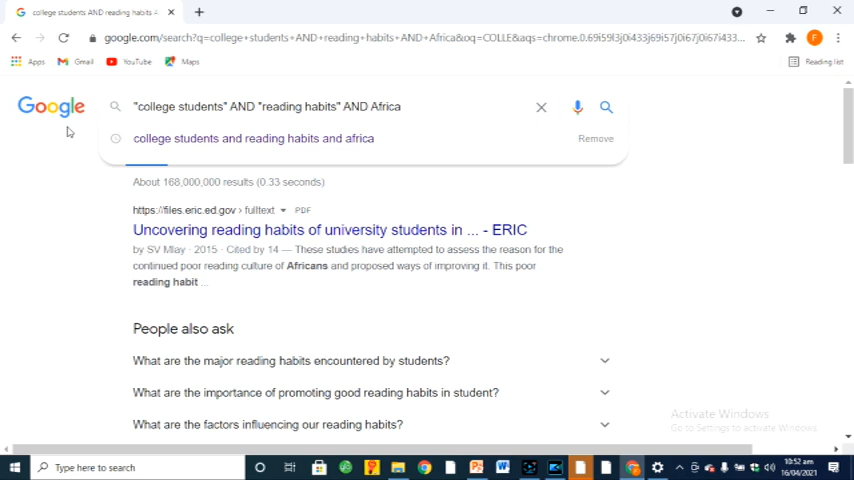 college students AND reading habits A
google.com/search?q=college+students+AND+reading+habits+AND+Africa&oq=COLLE&aqs=chrome.0.69i59l3j0i433j69i57j0i67j0i67i433...
Apps Gmail YouTube Maps Reading list
Google
"college students" AND "reading habits" AND Africa
college students and reading habits and africa Remove
About 168,000,000 results (0.33 seconds)
https://files.eric.ed.gov › fulltext PDF
Uncovering reading habits of university students in ... - ERIC
by SV Mlay · 2015 · Cited by 14 — These studies have attempted to assess the reason for the
continued poor reading culture of Africans and proposed ways of improving it. This poor
reading habit ...
People also ask
What are the major reading habits encountered by students?
What are the importance of promoting good reading habits in student?
What are the factors influencing our reading habits?
Activate Windows
Go to Settings to activate Windows.
Type here to search
10:52 am
16/04/2021